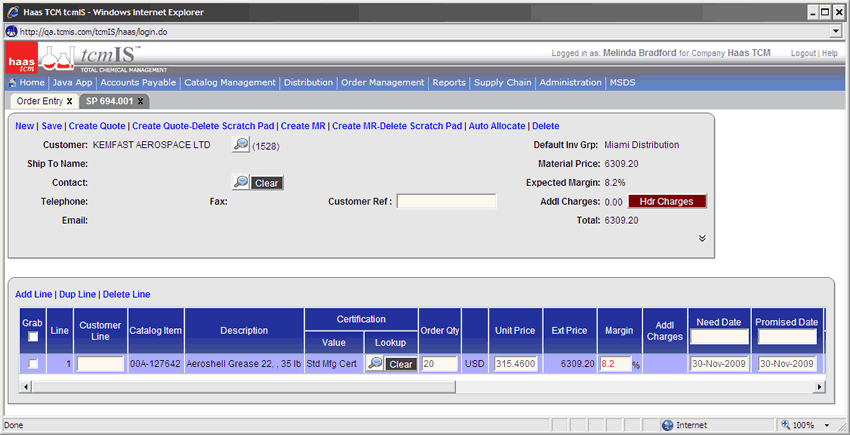 Haas TCM tcmIS - Windows Internet Explorer
http://qa.tcmis.com/tcmIS/haas/login.do
haas tcm tcmIS™ Logged in as: Melinda Bradford for Company Haas TCM Logout | Help
TOTAL CHEMICAL MANAGEMENT
Home | Java App | Accounts Payable | Catalog Management | Distribution | Order Management | Reports | Supply Chain | Administration | MSDS
Order Entry x SP 694.001 x
New | Save | Create Quote | Create Quote-Delete Scratch Pad | Create MR | Create MR-Delete Scratch Pad | Auto Allocate | Delete
Customer: KEMFAST AEROSPACE LTD (1528) Default Inv Grp: Miami Distribution
Ship To Name: Material Price: 6309.20
Contact: Clear Expected Margin: 8.2%
Telephone: Fax: Customer Ref : Addl Charges: 0.00 Hdr Charges
Email: Total: 6309.20
Add Line | Dup Line | Delete Line
Grab Line Customer Line Catalog Item Description Certification Value Lookup Order Qty Unit Price Ext Price Margin Addl Charges Need Date Promised Date
1 00A-127642 Aeroshell Grease 22, , 35 lb Std Mfg Cert Clear 20 USD 315.4600 6309.20 8.2 % 30-Nov-2009 30-Nov-2009
Done Internet 100%